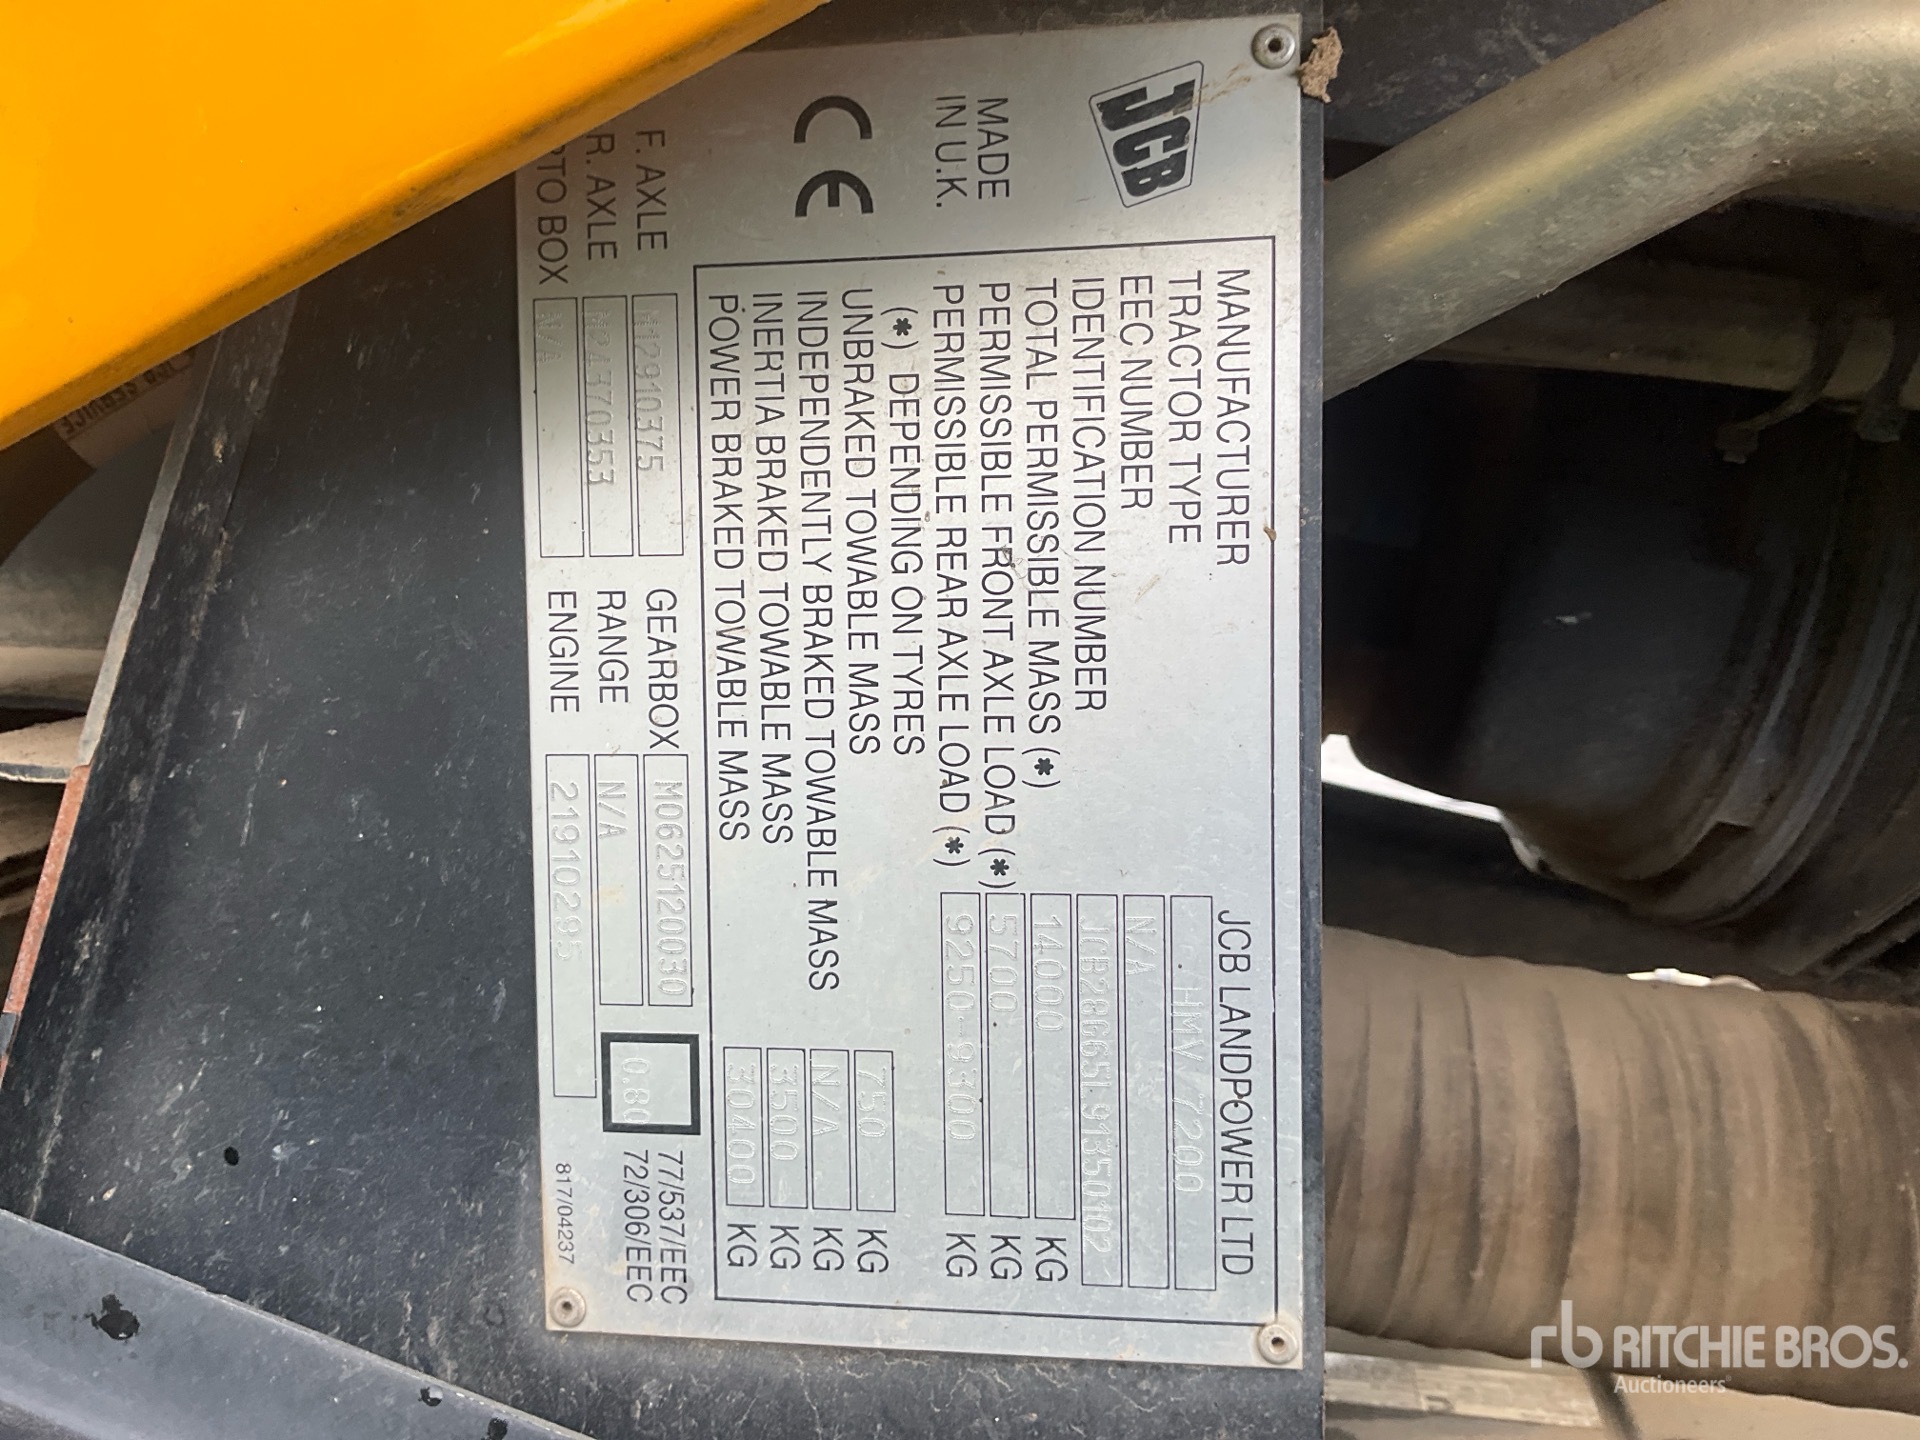 JCB
MADE
IN U.K.
CE
MANUFACTURER JCB LANDPOWER LTD
TRACTOR TYPE HMV/7200
EEC NUMBER N/A
IDENTIFICATION NUMBER
TOTAL PERMISSIBLE MASS (*) 14000 KG
PERMISSIBLE FRONT AXLE LOAD (*) 5700 KG
PERMISSIBLE REAR AXLE LOAD (*) 9250-9300 KG
(*) DEPENDING ON TYRES
UNBRAKED TOWABLE MASS 750 KG
INDEPENDENTLY BRAKED TOWABLE MASS N/A KG
INERTIA BRAKED TOWABLE MASS 3500 KG
POWER BRAKED TOWABLE MASS 30400 KG
F. AXLE GEARBOX M0625120030
R. AXLE M24370353 RANGE N/A
PTO BOX N/A ENGINE 21910295
0.80
77/537/EEC
72/306/EEC
817/04237
SERVICE
rb RITCHIE BROS.
Auctioneers